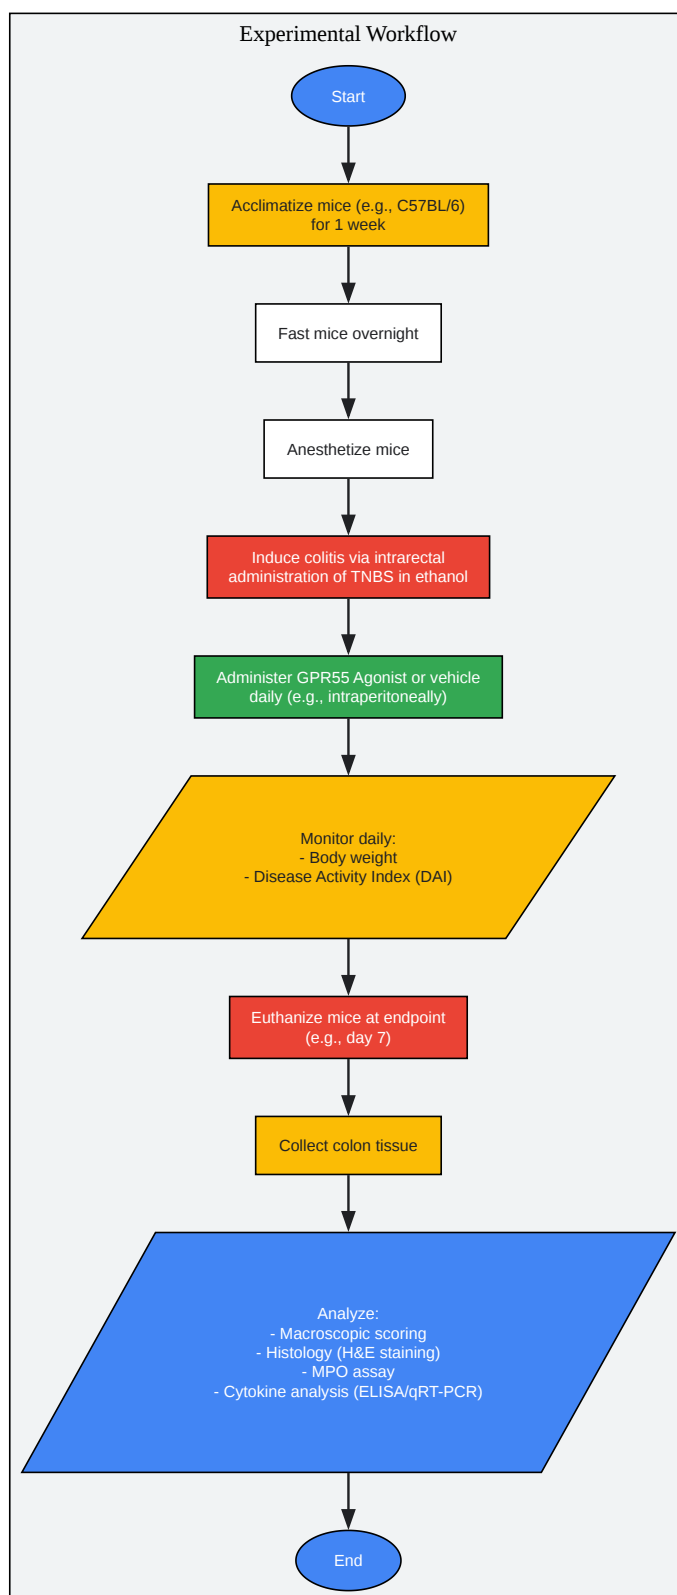 Experimental Workflow
Start
Acclimatize mice (e.g., C57BL/6)
for 1 week
Fast mice overnight
Anesthetize mice
Induce colitis via intrarectal
administration of TNBS in ethanol
Administer GPR55 Agonist or vehicle
daily (e.g., intraperitoneally)
Monitor daily:
- Body weight
- Disease Activity Index (DAI)
Euthanize mice at endpoint
(e.g., day 7)
Collect colon tissue
Analyze:
- Macroscopic scoring
- Histology (H&E staining)
- MPO assay
- Cytokine analysis (ELISA/qRT-PCR)
End